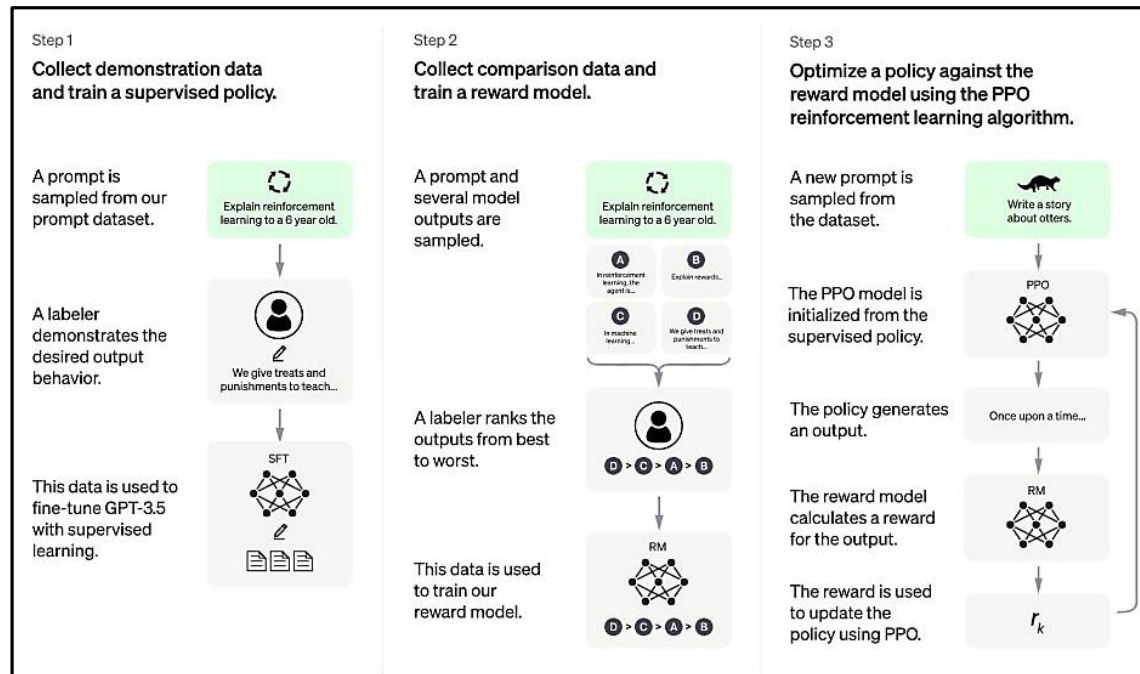 Step 1
Collect demonstration data
and train a supervised policy.
A prompt is
sampled from our
prompt dataset.
Explain reinforcement
learning to a 6 year old.
A labeler
demonstrates the
desired output
behavior.
We give treats and
punishments to teach...
This data is used to
fine-tune GPT-3.5
with supervised
learning.
SFT
Step 2
Collect comparison data and
train a reward model.
A prompt and
several model
outputs are
sampled.
Explain reinforcement
learning to a 6 year old.
A
In reinforcement
learning, the
agent is...
B
Explain rewards...
C
In machine
learning...
D
We give treats and
punishments to
teach...
A labeler ranks the
outputs from best
to worst.
D > C > A > B
This data is used
to train our
reward model.
RM
D > C > A > B
Step 3
Optimize a policy against the
reward model using the PPO
reinforcement learning algorithm.
A new prompt is
sampled from
the dataset.
Write a story
about otters.
The PPO model is
initialized from the
supervised policy.
PPO
The policy generates
an output.
Once upon a time...
The reward model
calculates a reward
for the output.
RM
The reward is used
to update the
policy using PPO.
rₖ